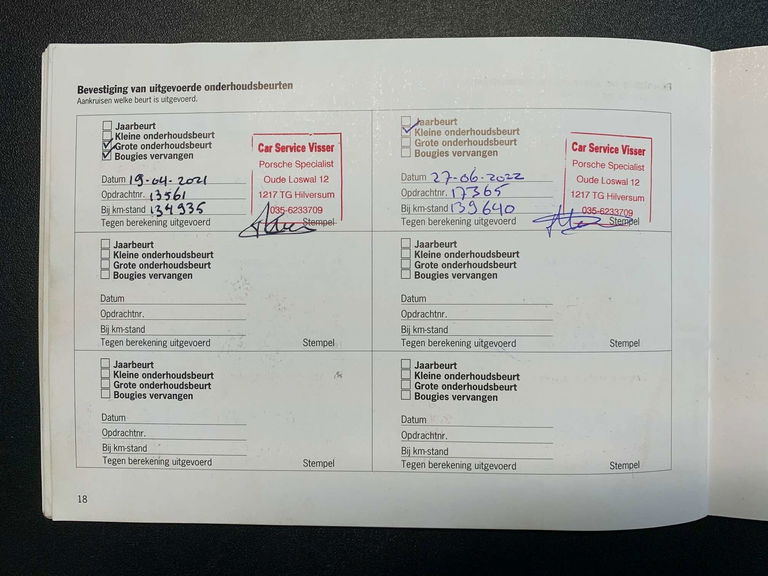 Bevestiging van uitgevoerde onderhoudsbeurten
Aankruisen welke beurt is uitgevoerd.
Jaarbeurt
Kleine onderhoudsbeurt
Grote onderhoudsbeurt
Bougies vervangen
Datum 19-04-2021
Opdrachtnr. 13561
Bij km-stand 134935
Tegen berekening uitgevoerd Stempel
Car Service Visser
Porsche Specialist
Oude Loswal 12
1217 TG Hilversum
035-6233709
Jaarbeurt
Kleine onderhoudsbeurt
Grote onderhoudsbeurt
Bougies vervangen
Datum 27-06-2022
Opdrachtnr. 17365
Bij km-stand 139640
Tegen berekening uitgevoerd Stempel
Car Service Visser
Porsche Specialist
Oude Loswal 12
1217 TG Hilversum
035-6233709
Jaarbeurt
Kleine onderhoudsbeurt
Grote onderhoudsbeurt
Bougies vervangen
Datum
Opdrachtnr.
Bij km-stand
Tegen berekening uitgevoerd Stempel
Jaarbeurt
Kleine onderhoudsbeurt
Grote onderhoudsbeurt
Bougies vervangen
Datum
Opdrachtnr.
Bij km-stand
Tegen berekening uitgevoerd Stempel
Jaarbeurt
Kleine onderhoudsbeurt
Grote onderhoudsbeurt
Bougies vervangen
Datum
Opdrachtnr.
Bij km-stand
Tegen berekening uitgevoerd Stempel
Jaarbeurt
Kleine onderhoudsbeurt
Grote onderhoudsbeurt
Bougies vervangen
Datum
Opdrachtnr.
Bij km-stand
Tegen berekening uitgevoerd Stempel
18